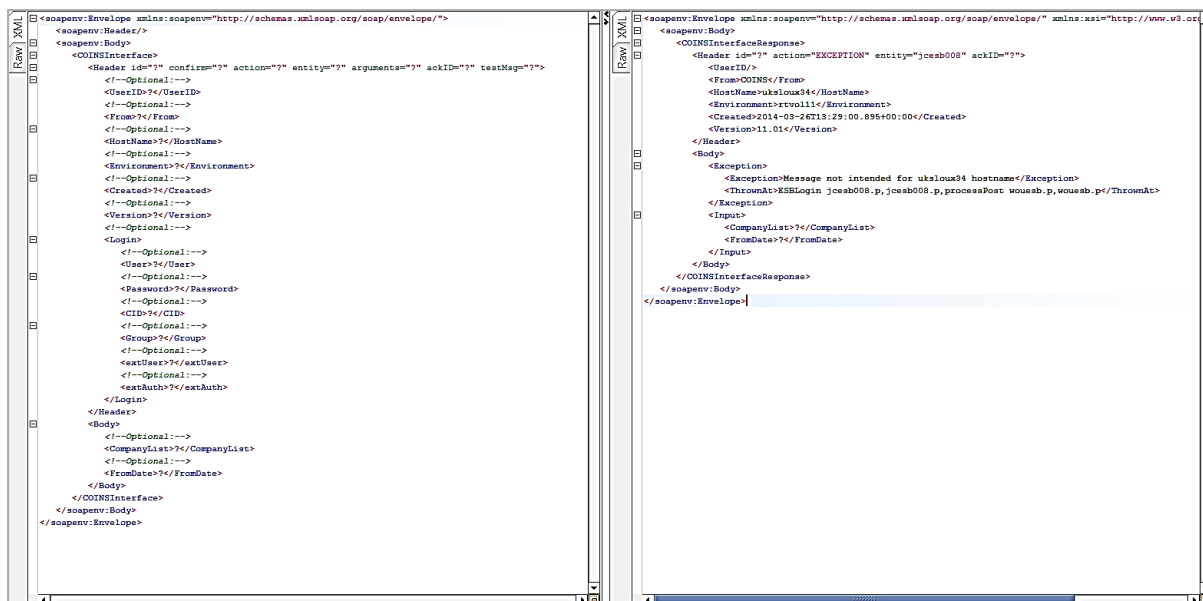 XML
Raw
<soapenv:Envelope xmlns:soapenv="http://schemas.xmlsoap.org/soap/envelope/">
<soapenv:Header/>
<soapenv:Body>
<COINSInterface>
<Header id="?" confirm="?" action="?" entity="?" arguments="?" ackID="?" testMsg="?">
<!--Optional:-->
<UserID>?</UserID>
<!--Optional:-->
<From>?</From>
<!--Optional:-->
<HostName>?</HostName>
<!--Optional:-->
<Environment>?</Environment>
<!--Optional:-->
<Created>?</Created>
<!--Optional:-->
<Version>?</Version>
<!--Optional:-->
<Login>
<!--Optional:-->
<User>?</User>
<!--Optional:-->
<Password>?</Password>
<!--Optional:-->
<CID>?</CID>
<!--Optional:-->
<Group>?</Group>
<!--Optional:-->
<extUser>?</extUser>
<!--Optional:-->
<extAuth>?</extAuth>
</Login>
</Header>
<Body>
<!--Optional:-->
<CompanyList>?</CompanyList>
<!--Optional:-->
<FromDate>?</FromDate>
</Body>
</COINSInterface>
</soapenv:Body>
</soapenv:Envelope>
XML
Raw
<soapenv:Envelope xmlns:soapenv="http://schemas.xmlsoap.org/soap/envelope/" xmlns:xsi="http://www.w3.org
<soapenv:Body>
<COINSInterfaceResponse>
<Header id="?" action="EXCEPTION" entity="jcesb008" ackID="?">
<UserID/>
<From>COINS</From>
<HostName>uksloux34</HostName>
<Environment>rtvol11</Environment>
<Created>2014-03-26T13:29:00.895+00:00</Created>
<Version>11.01</Version>
</Header>
<Body>
<Exception>
<Exception>Message not intended for uksloux34 hostname</Exception>
<ThrownAt>ESBLogin jcesb008.p,jcesb008.p,processPost wouesb.p,wouesb.p</ThrownAt>
</Exception>
<Input>
<CompanyList>?</CompanyList>
<FromDate>?</FromDate>
</Input>
</Body>
</COINSInterfaceResponse>
</soapenv:Body>
</soapenv:Envelope>